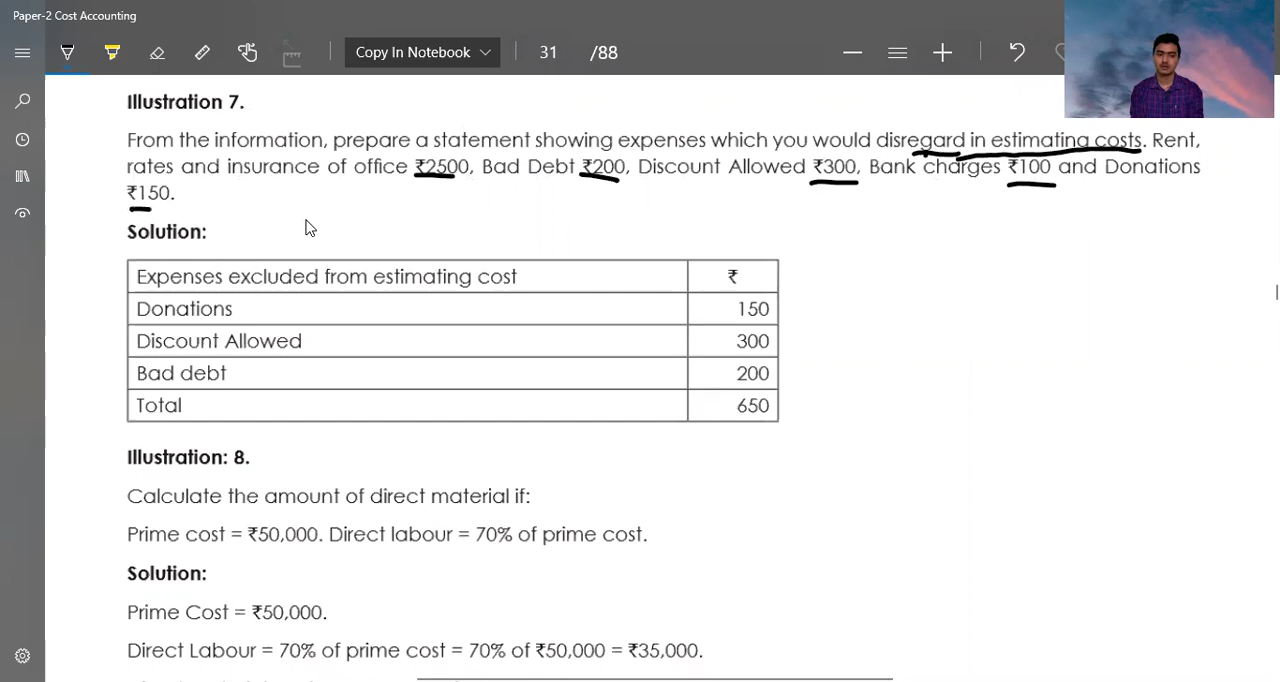 Paper-2 Cost Accounting
Copy In Notebook 31 /88
Illustration 7.
From the information, prepare a statement showing expenses which you would disregard in estimating costs. Rent,
rates and insurance of office ₹2500, Bad Debt ₹200, Discount Allowed ₹300, Bank charges ₹100 and Donations
₹150.
Solution:
Expenses excluded from estimating cost ₹
Donations 150
Discount Allowed 300
Bad debt 200
Total 650
Illustration: 8.
Calculate the amount of direct material if:
Prime cost = ₹50,000. Direct labour = 70% of prime cost.
Solution:
Prime Cost = ₹50,000.
Direct Labour = 70% of prime cost = 70% of ₹50,000 = ₹35,000.